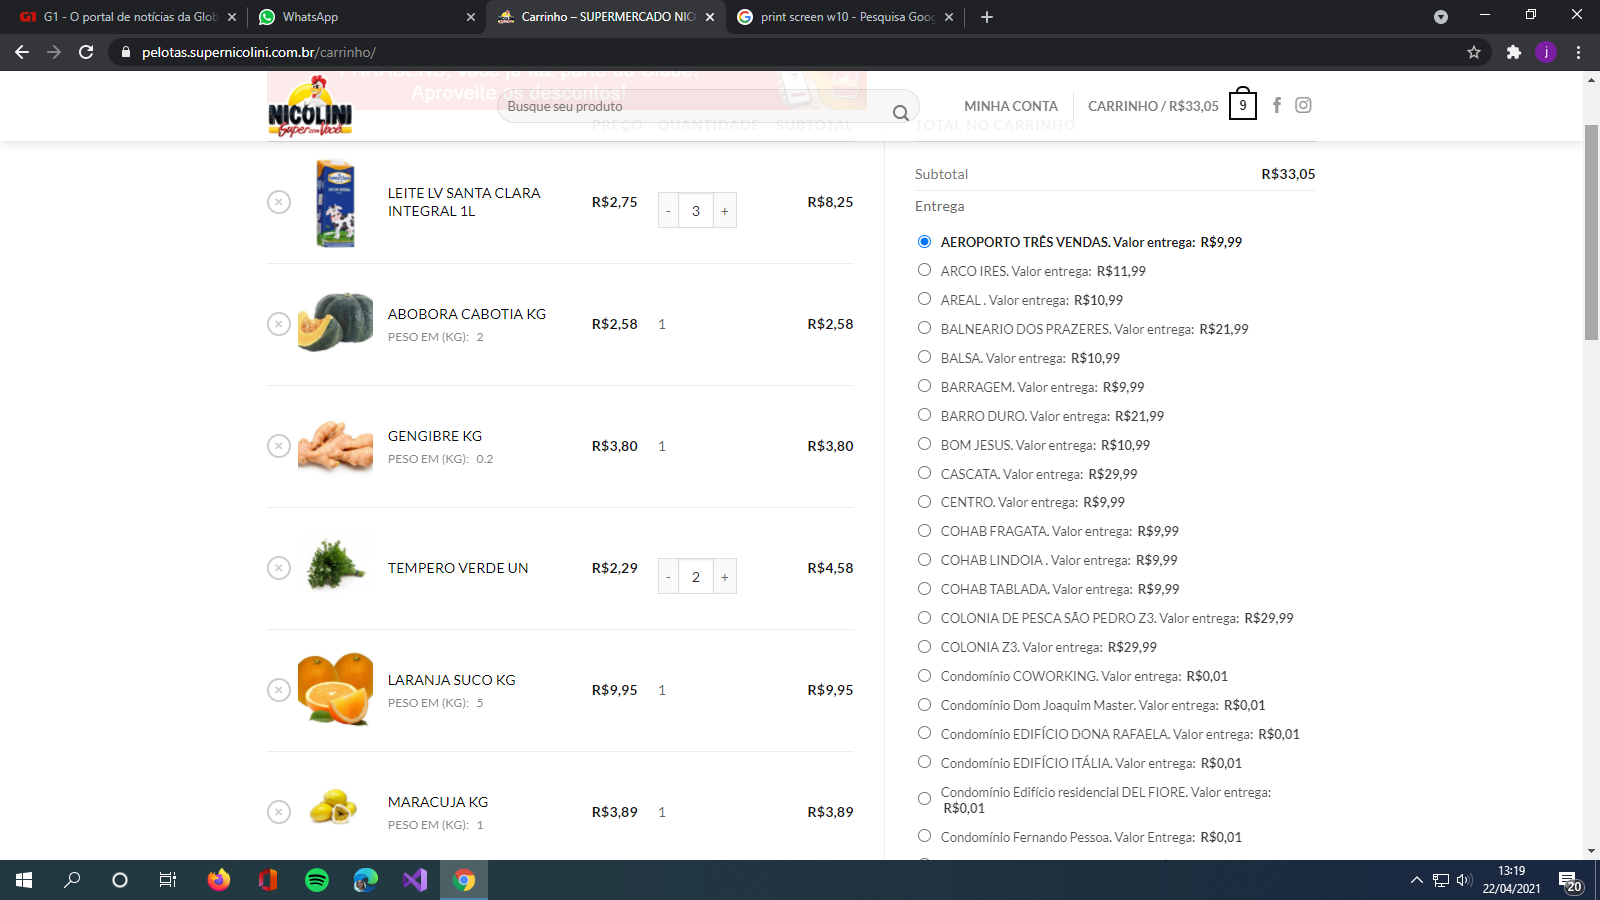 G1 - O portal de notícias da Glob
WhatsApp
Carrinho – SUPERMERCADO NIC
print screen w10 - Pesquisa Goog
pelotas.supernicolini.com.br/carrinho/
j
PARABÉNS, você já faz parte do Clube!
Aproveite os descontos!
NICOLINI
Super com Você
Busque seu produto
MINHA CONTA
CARRINHO / R$33,05
9
PREÇO QUANTIDADE SUBTOTAL
LEITE LV SANTA CLARA
INTEGRAL 1L
R$2,75 - 3 + R$8,25
ABOBORA CABOTIA KG
PESO EM (KG): 2
R$2,58 1 R$2,58
GENGIBRE KG
PESO EM (KG): 0.2
R$3,80 1 R$3,80
TEMPERO VERDE UN R$2,29 - 2 + R$4,58
LARANJA SUCO KG
PESO EM (KG): 5
R$9,95 1 R$9,95
MARACUJA KG
PESO EM (KG): 1
R$3,89 1 R$3,89
TOTAL NO CARRINHO
Subtotal R$33,05
Entrega
AEROPORTO TRÊS VENDAS. Valor entrega: R$9,99
ARCO IRES. Valor entrega: R$11,99
AREAL . Valor entrega: R$10,99
BALNEARIO DOS PRAZERES. Valor entrega: R$21,99
BALSA. Valor entrega: R$10,99
BARRAGEM. Valor entrega: R$9,99
BARRO DURO. Valor entrega: R$21,99
BOM JESUS. Valor entrega: R$10,99
CASCATA. Valor entrega: R$29,99
CENTRO. Valor entrega: R$9,99
COHAB FRAGATA. Valor entrega: R$9,99
COHAB LINDOIA . Valor entrega: R$9,99
COHAB TABLADA. Valor entrega: R$9,99
COLONIA DE PESCA SÃO PEDRO Z3. Valor entrega: R$29,99
COLONIA Z3. Valor entrega: R$29,99
Condomínio COWORKING. Valor entrega: R$0,01
Condomínio Dom Joaquim Master. Valor entrega: R$0,01
Condomínio EDIFÍCIO DONA RAFAELA. Valor entrega: R$0,01
Condomínio EDIFÍCIO ITÁLIA. Valor entrega: R$0,01
Condomínio Edifício residencial DEL FIORE. Valor entrega:
R$0,01
Condomínio Fernando Pessoa. Valor Entrega: R$0,01
13:19
22/04/2021
20